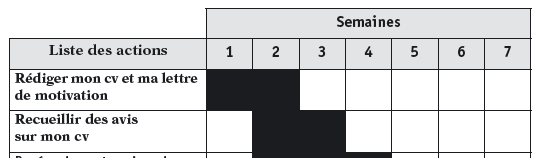 Semaines
Liste des actions 1 2 3 4 5 6 7
Rédiger mon cv et ma lettre
de motivation
Recueillir des avis
sur mon cv